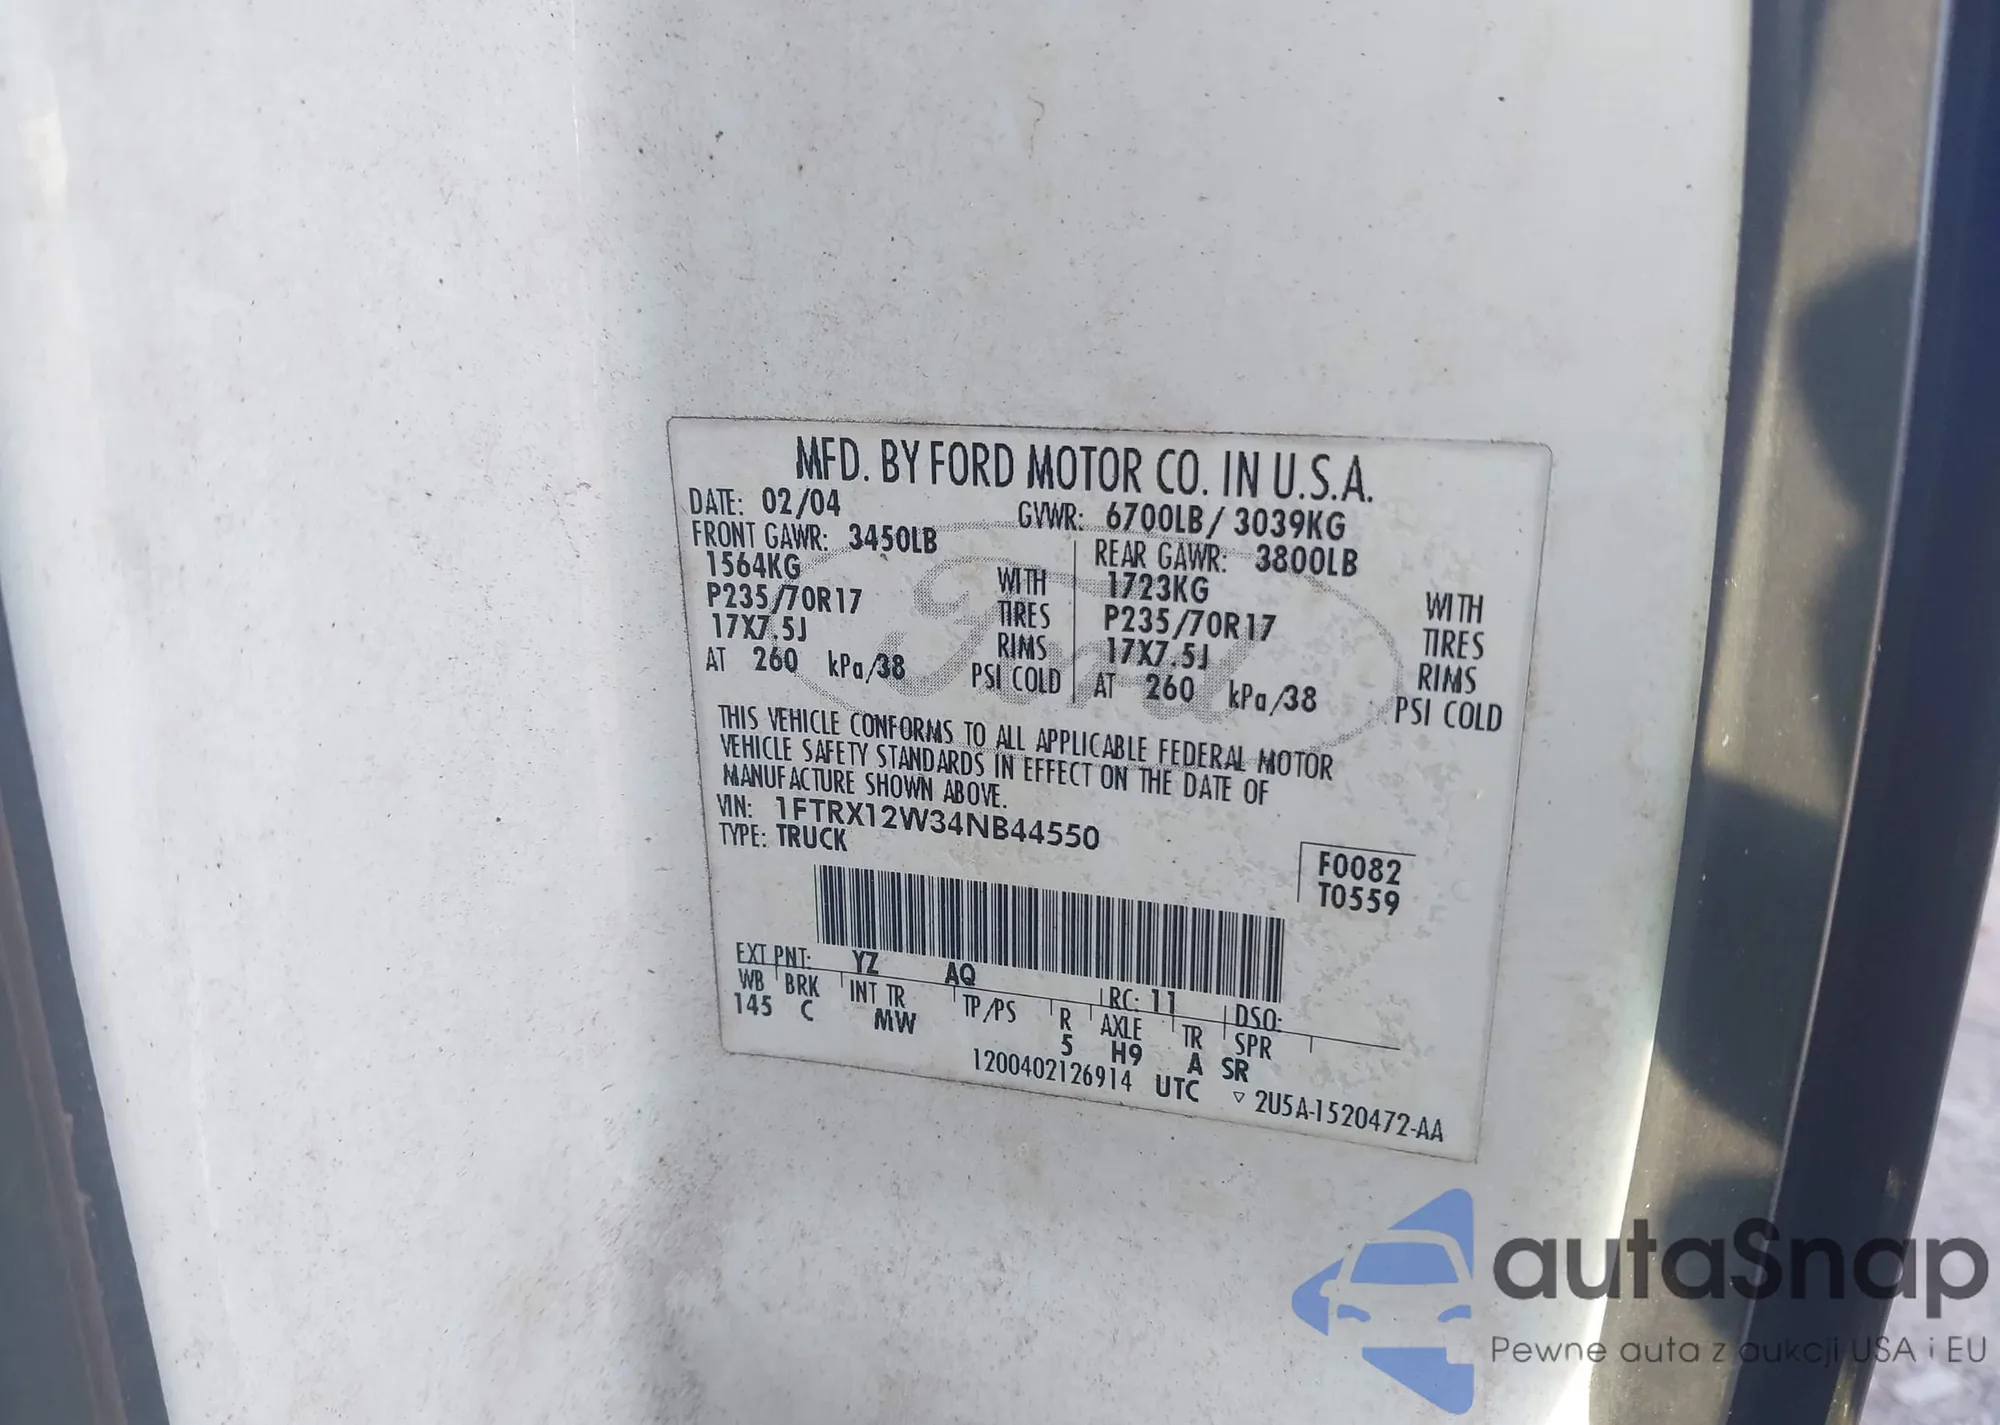 MFD. BY FORD MOTOR CO. IN U.S.A.
DATE: 02/04 GVWR: 6700LB/ 3039KG
FRONT GAWR: 3450LB REAR GAWR: 3800LB
1564KG WITH 1723KG WITH
P235/70R17 TIRES P235/70R17 TIRES
17X7.5J RIMS 17X7.5J RIMS
AT 260 kPa/38 PSI COLD AT 260 kPa/38 PSI COLD
THIS VEHICLE CONFORMS TO ALL APPLICABLE FEDERAL MOTOR
VEHICLE SAFETY STANDARDS IN EFFECT ON THE DATE OF
MANUFACTURE SHOWN ABOVE.
VIN: 1FTRX12W34NB44550
TYPE: TRUCK
F0082
T0559
EXT PNT: YZ AQ RC: 11 DSO:
WB BRK INT TR TP/PS R AXLE TR SPR
145 C MW 5 H9 A SR
1200402126914 UTC ▽ 2U5A-1520472-AA
Ford
autaSnap
Pewne auta z aukcji USA i EU